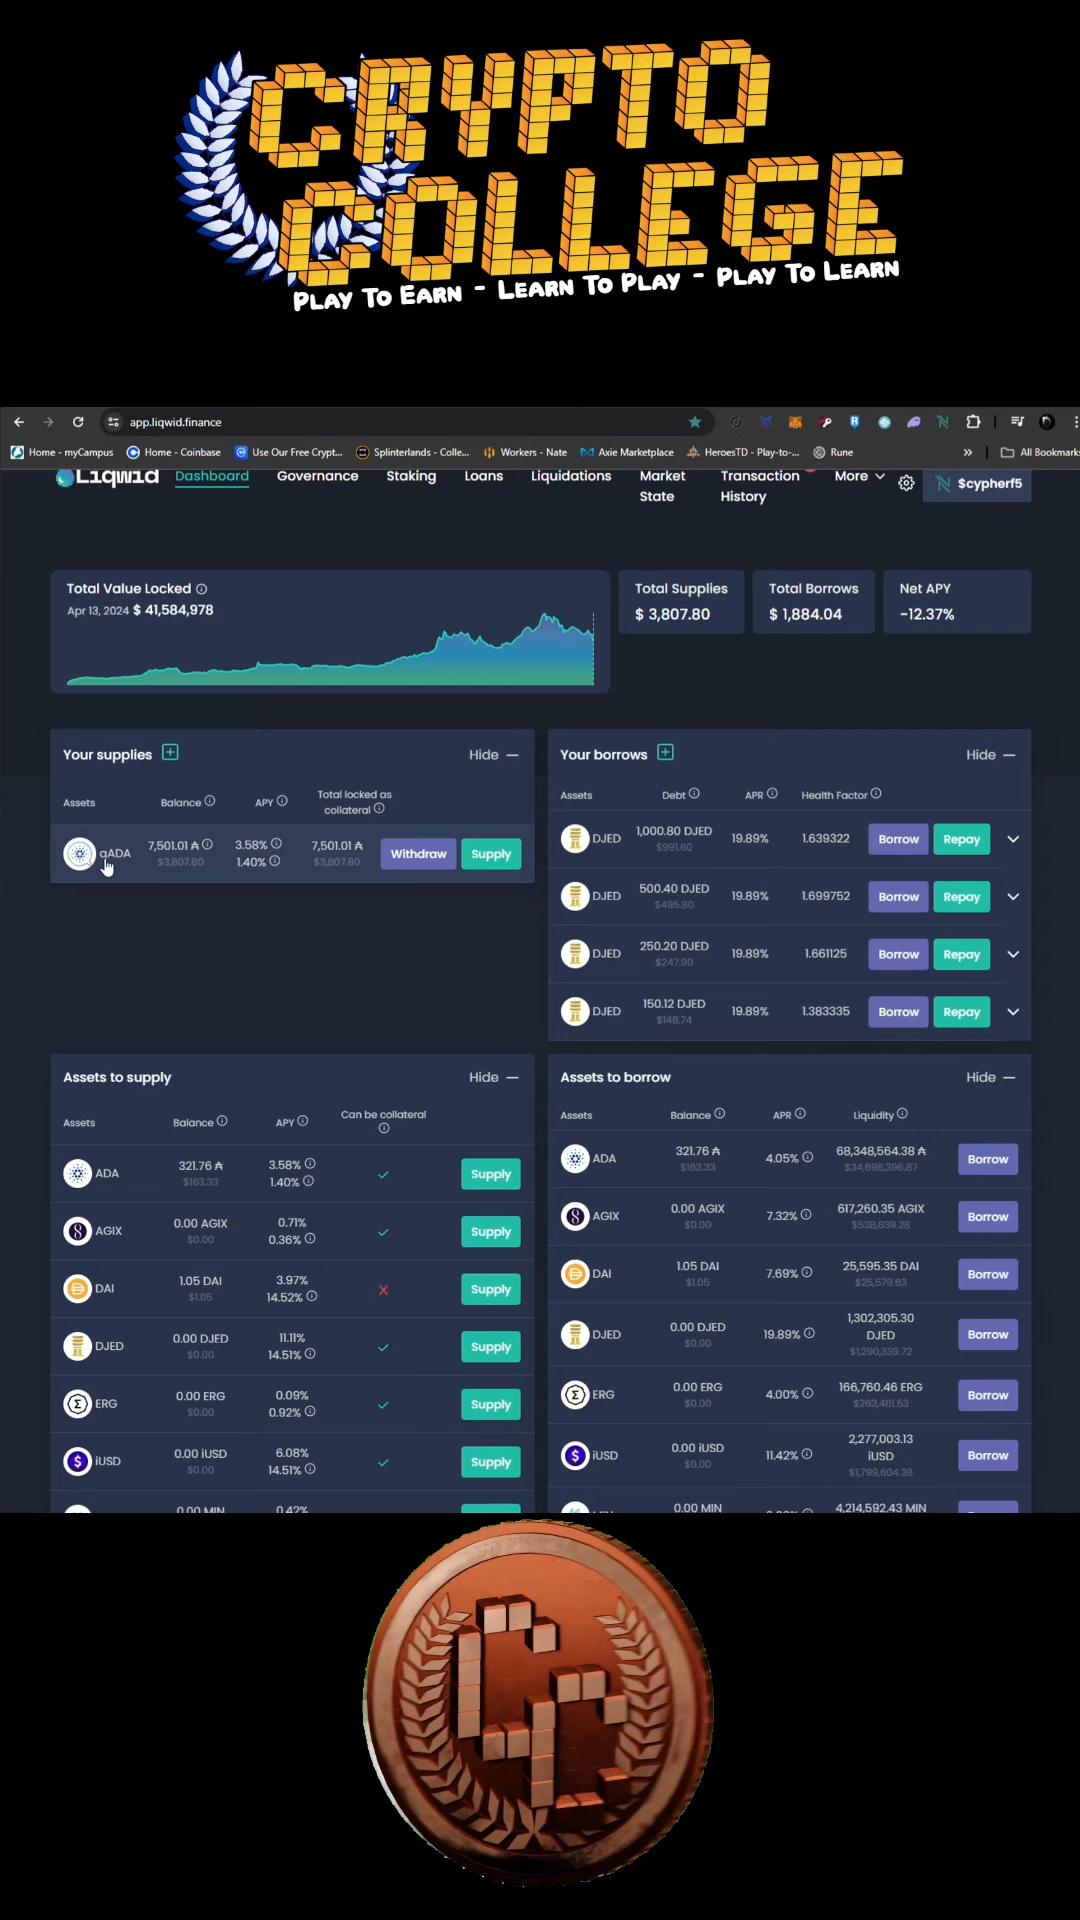 CRYPTO
COLLEGE
PLAY TO EARN - LEARN TO PLAY - PLAY TO LEARN
app.liqwid.finance
Home - myCampus Home - Coinbase Use Our Free Crypt... Splinterlands - Colle... Workers - Nate Axie Marketplace HeroesTD - Play-to-... Rune » All Bookmarks
Liqwid Dashboard Governance Staking Loans Liquidations Market State Transaction History More $cypherf5
Total Value Locked
Apr 13, 2024 $ 41,584,978
Total Supplies
$ 3,807.80
Total Borrows
$ 1,884.04
Net APY
-12.37%
Your supplies Hide —
Assets Balance APY Total locked as collateral
qADA 7,501.01 ₳ 3.58% 7,501.01 ₳ Withdraw Supply
$3,807.80 1.40% $3,807.80
Your borrows Hide —
Assets Debt APR Health Factor
DJED 1,000.80 DJED 19.89% 1.639322 Borrow Repay
$991.60
DJED 500.40 DJED 19.89% 1.699752 Borrow Repay
$495.80
DJED 250.20 DJED 19.89% 1.661125 Borrow Repay
$247.90
DJED 150.12 DJED 19.89% 1.383335 Borrow Repay
$148.74
Assets to supply Hide —
Assets Balance APY Can be collateral
ADA 321.76 ₳ 3.58% Supply
$163.33 1.40%
AGIX 0.00 AGIX 0.71% Supply
$0.00 0.36%
DAI 1.05 DAI 3.97% Supply
$1.05 14.52%
DJED 0.00 DJED 11.11% Supply
$0.00 14.51%
ERG 0.00 ERG 0.09% Supply
$0.00 0.92%
iUSD 0.00 iUSD 6.08% Supply
$0.00 14.51%
0.00 MIN 0.42%
Assets to borrow Hide —
Assets Balance APR Liquidity
ADA 321.76 ₳ 4.05% 68,348,564.38 ₳ Borrow
$163.33 $34,696,396.87
AGIX 0.00 AGIX 7.32% 617,260.35 AGIX Borrow
$0.00 $538,839.28
DAI 1.05 DAI 7.69% 25,595.35 DAI Borrow
$1.05 $25,579.63
DJED 0.00 DJED 19.89% 1,302,305.30 DJED Borrow
$0.00 $1,290,339.72
ERG 0.00 ERG 4.00% 166,760.46 ERG Borrow
$0.00 $263,481.53
iUSD 0.00 iUSD 11.42% 2,277,003.13 iUSD Borrow
$0.00 $1,799,604.38
0.00 MIN 4,214,592.43 MIN